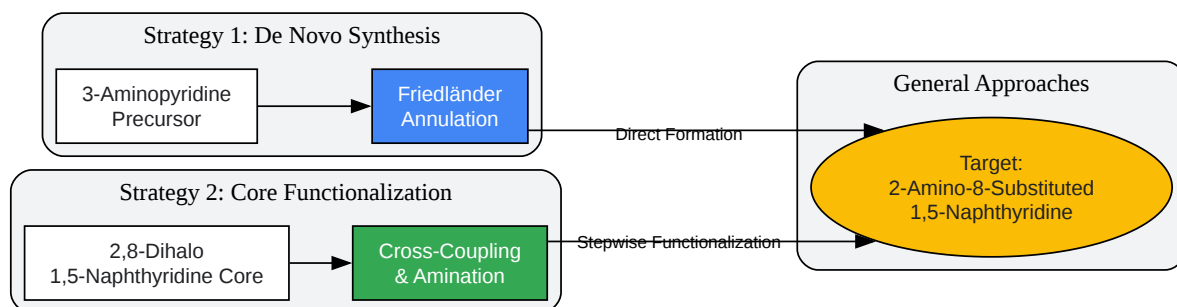 Strategy 1: De Novo Synthesis
3-Aminopyridine
Precursor
Friedländer
Annulation
Direct Formation
Strategy 2: Core Functionalization
2,8-Dihalo
1,5-Naphthyridine Core
Cross-Coupling
& Amination
Stepwise Functionalization
General Approaches
Target:
2-Amino-8-Substituted
1,5-Naphthyridine